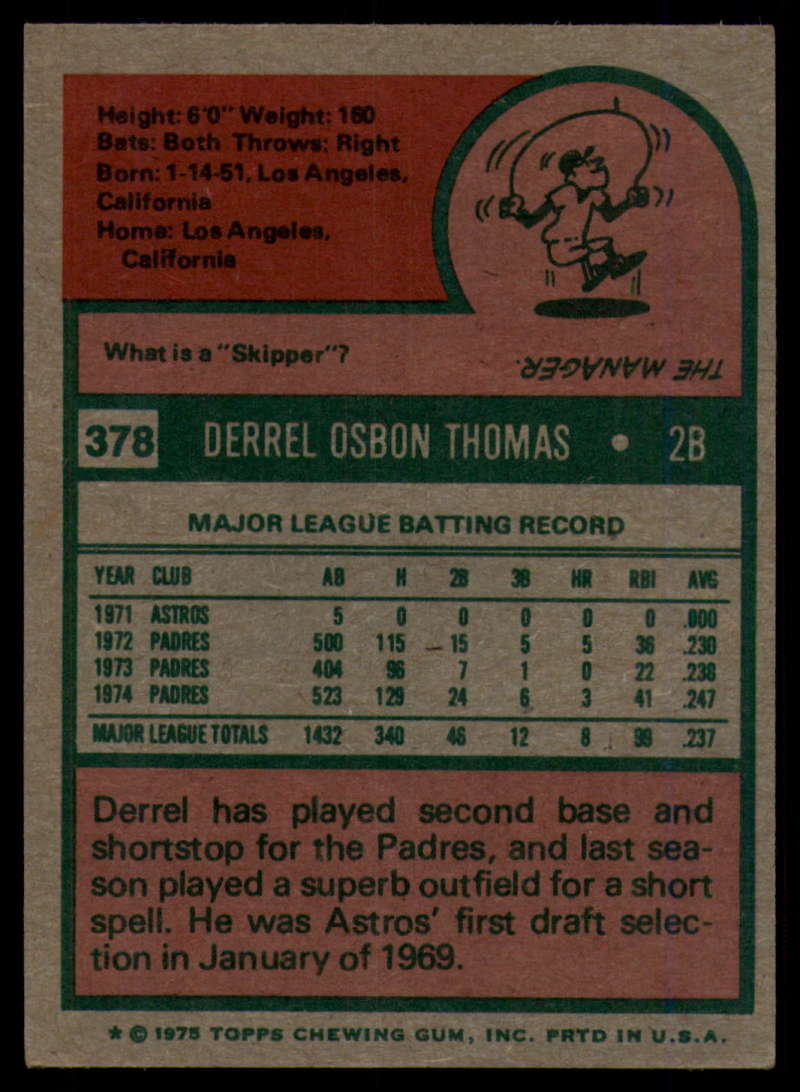 Height: 6'0" Weight: 160
Bats: Both Throws: Right
Born: 1-14-51, Los Angeles,
California
Home: Los Angeles,
California
What is a "Skipper"?
THE MANAGER.
378 DERREL OSBON THOMAS • 2B
MAJOR LEAGUE BATTING RECORD
YEAR CLUB AB H 2B 3B HR RBI AVG
1971 ASTROS 5 0 0 0 0 0 .000
1972 PADRES 500 115 15 5 5 36 .230
1973 PADRES 404 96 7 1 0 22 .238
1974 PADRES 523 129 24 6 3 41 .247
MAJOR LEAGUE TOTALS 1432 340 46 12 8 99 .237
Derrel has played second base and
shortstop for the Padres, and last sea-
son played a superb outfield for a short
spell. He was Astros' first draft selec-
tion in January of 1969.
* © 1975 TOPPS CHEWING GUM, INC. PRTD IN U.S.A.